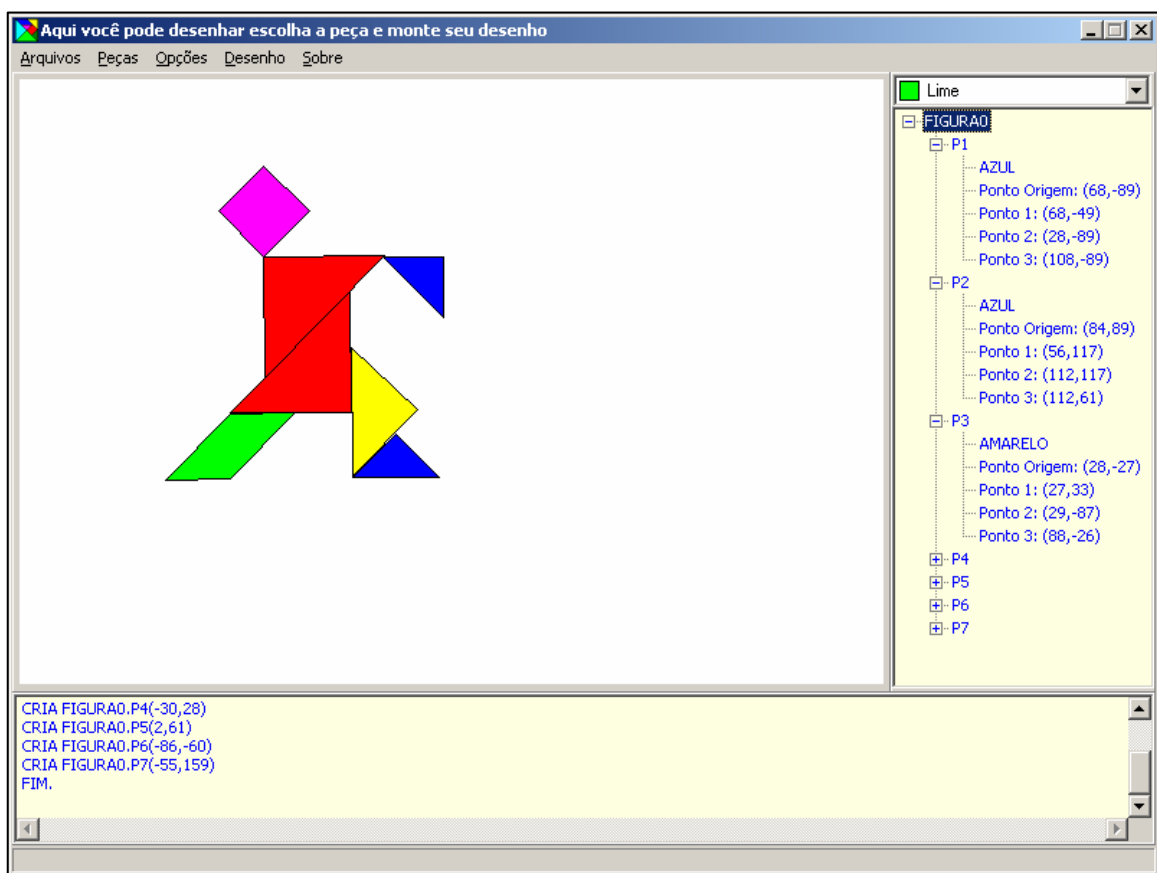 Aqui você pode desenhar escolha a peça e monte seu desenho
Arquivos Peças Opções Desenho Sobre
Lime
FIGURA0
P1
AZUL
Ponto Origem: (68,-89)
Ponto 1: (68,-49)
Ponto 2: (28,-89)
Ponto 3: (108,-89)
P2
AZUL
Ponto Origem: (84,89)
Ponto 1: (56,117)
Ponto 2: (112,117)
Ponto 3: (112,61)
P3
AMARELO
Ponto Origem: (28,-27)
Ponto 1: (27,33)
Ponto 2: (29,-87)
Ponto 3: (88,-26)
P4
P5
P6
P7
CRIA FIGURA0.P4(-30,28)
CRIA FIGURA0.P5(2,61)
CRIA FIGURA0.P6(-86,-60)
CRIA FIGURA0.P7(-55,159)
FIM.